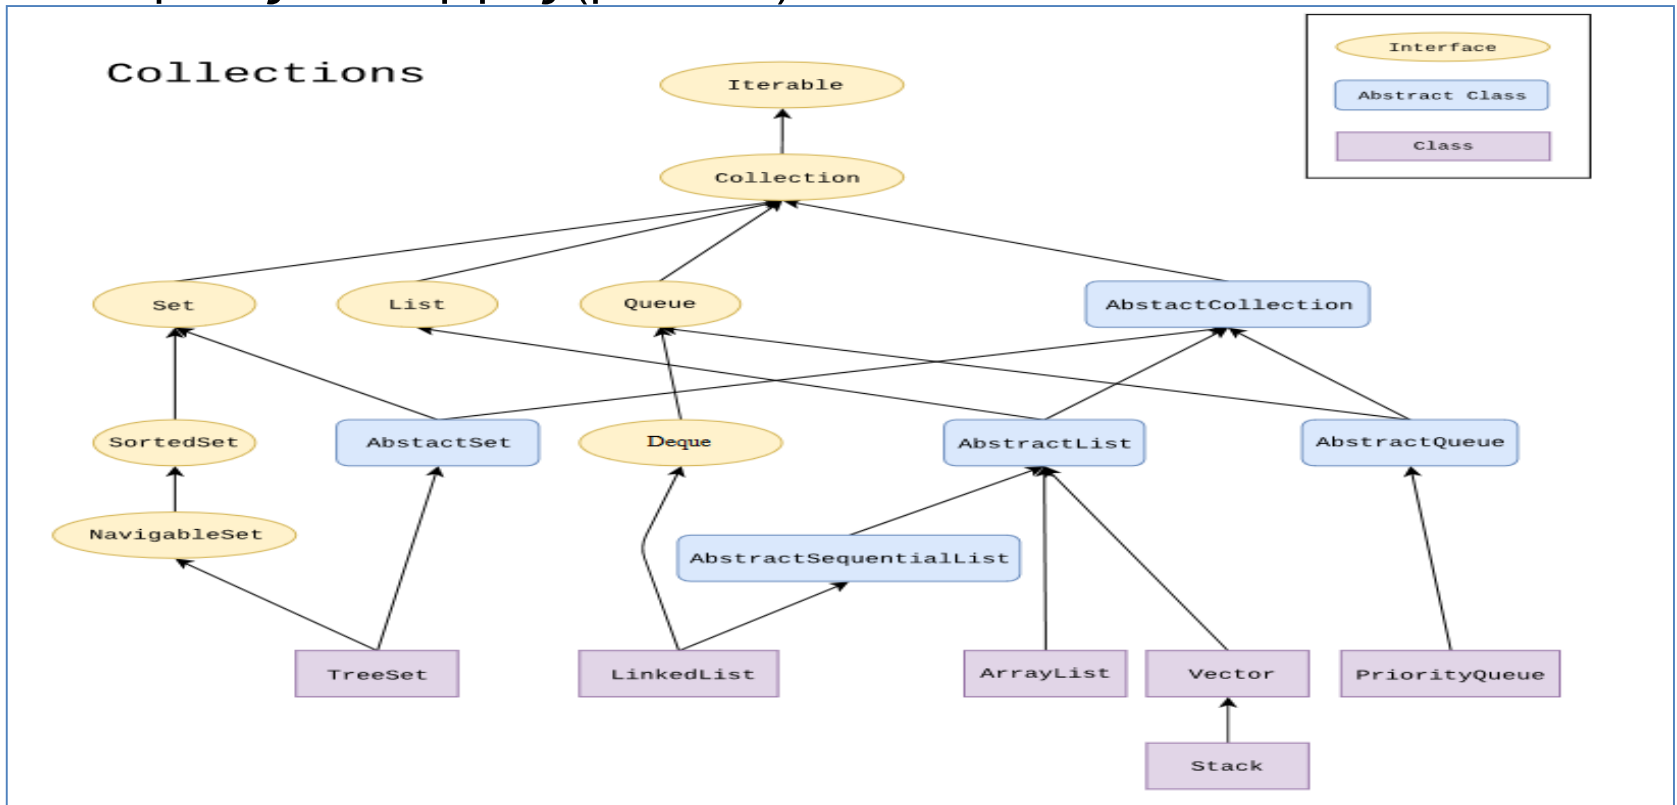 Interface
Collections
Iterable
Abstract Class
Class
Collection
Set
List
Queue
AbstactCollection
SortedSet
AbstactSet
Deque
AbstractList
AbstractQueue
NavigableSet
AbstractSequentialList
TreeSet
LinkedList
ArrayList
Vector
PriorityQueue
Stack